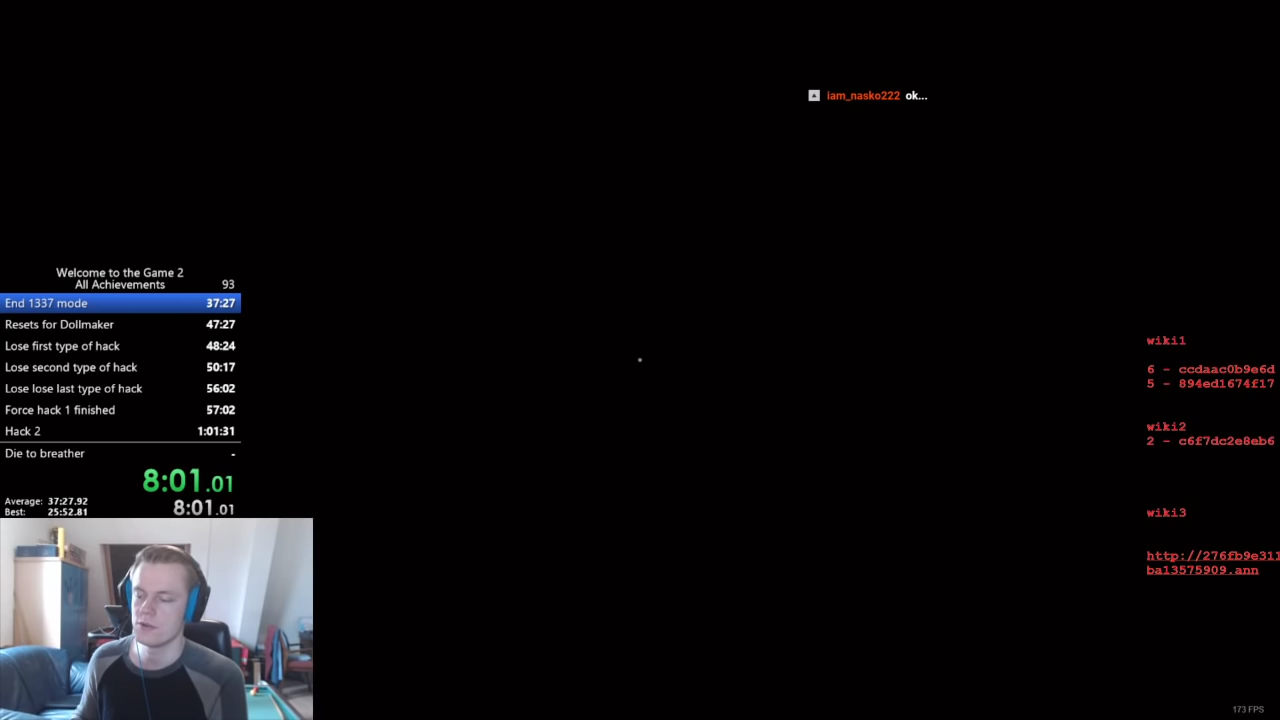 iam_nasko222 ok...
Welcome to the Game 2
All Achievements 93
End 1337 mode 37:27
Resets for Dollmaker 47:27
Lose first type of hack 48:24
Lose second type of hack 50:17
Lose lose last type of hack 56:02
Force hack 1 finished 57:02
Hack 2 1:01:31
Die to breather -
8:01.01
Average: 37:27.92
Best: 25:52.81
8:01.01
wiki1
6 - ccdaac0b9e6d
5 - 894ed1674f17
wiki2
2 - c6f7dc2e8eb6
wiki3
http://276fb9e311
ba13575909.ann
173 FPS